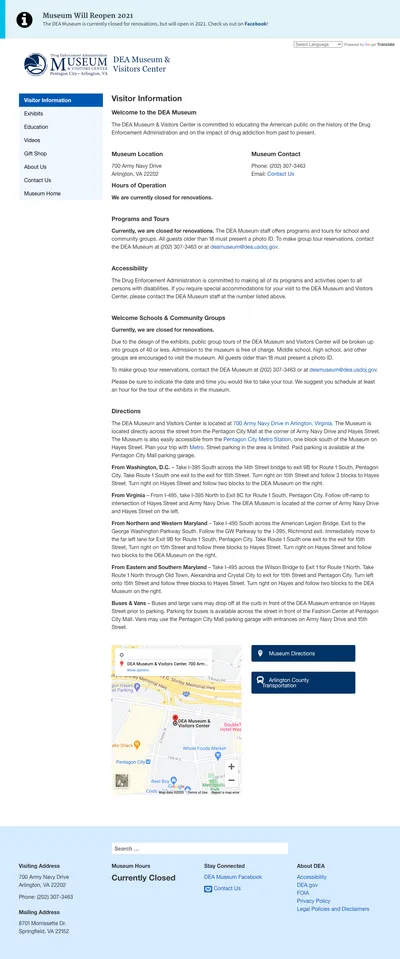 Museum Will Reopen 2021
The DEA Museum is currently closed for renovations, but will open in 2021. Check us out on Facebook!
Select Language
Powered by Google Translate
Drug Enforcement Administration
MUSEUM
& VISITORS CENTER
Pentagon City • Arlington, VA
DEA Museum &
Visitors Center
Visitor Information
Exhibits
Education
Videos
Gift Shop
About Us
Contact Us
Museum Home
Visitor Information
Welcome to the DEA Museum
The DEA Museum & Visitors Center is committed to educating the American public on the history of the Drug
Enforcement Administration and on the impact of drug addiction from past to present.
Museum Location
700 Army Navy Drive
Arlington, VA 22202
Museum Contact
Phone: (202) 307-3463
Email: Contact Us
Hours of Operation
We are currently closed for renovations.
Programs and Tours
Currently, we are closed for renovations. The DEA Museum staff offers programs and tours for school and
community groups. All guests older than 18 must present a photo ID. To make group tour reservations, contact
the DEA Museum at (202) 307-3463 or at deamuseum@dea.usdoj.gov.
Accessibility
The Drug Enforcement Administration is committed to making all of its programs and activities open to all
persons with disabilities. If you require special accommodations for your visit to the DEA Museum and Visitors
Center, please contact the DEA Museum staff at the number listed above.
Welcome Schools & Community Groups
Currently, we are closed for renovations.
Due to the design of the exhibits, public group tours of the DEA Museum and Visitors Center will be broken up
into groups of 40 or less. Admission to the museum is free of charge. Middle school, high school, and other
groups are encouraged to visit the museum. All guests older than 18 must present a photo ID.
To make group tour reservations, contact the DEA Museum at (202) 307-3463 or at deamuseum@dea.usdoj.gov.
Please be sure to indicate the date and time you would like to take your tour. We suggest you schedule at least
an hour for the tour of the exhibits in the museum.
Directions
The DEA Museum and Visitors Center is located at 700 Army Navy Drive in Arlington, Virginia. The Museum is
located directly across the street from the Pentagon City Mall at the corner of Army Navy Drive and Hayes Street.
The Museum is also easily accessible from the Pentagon City Metro Station, one block south of the Museum on
Hayes Street. Plan your trip with Metro. Street parking in the area is limited. Paid parking is available at the
Pentagon City Mall parking garage.
From Washington, D.C. – Take I-395 South across the 14th Street bridge to exit 9B for Route 1 South, Pentagon
City. Take Route 1 South one exit to the exit for 15th Street. Turn right on 15th Street and follow 3 blocks to Hayes
Street. Turn right on Hayes Street and follow two blocks to the DEA Museum on the right.
From Virginia – From I-495, take I-395 North to Exit 8C for Route 1 South, Pentagon City. Follow off-ramp to
intersection of Hayes Street and Army Navy Drive. The DEA Museum is located at the corner of Army Navy Drive
and Hayes Street on the left.
From Northern and Western Maryland – Take I-495 South across the American Legion Bridge. Exit to the
George Washington Parkway South. Follow the GW Parkway to the I-395, Richmond exit. Immediately move to
the far left lane for Exit 9B for Route 1 South, Pentagon City. Take Route 1 South one exit to the exit for 15th
Street, Turn right on 15th Street and follow three blocks to Hayes Street. Turn right on Hayes Street and follow
two blocks to the DEA Museum on the right.
From Eastern and Southern Maryland – Take I-495 across the Wilson Bridge to Exit 1 for Route 1 North. Take
Route 1 North through Old Town, Alexandria and Crystal City to exit for 15th Street and Pentagon City. Turn left
onto 15th Street and follow three blocks to Hayes Street. Turn right on Hayes and follow two blocks to the DEA
Museum on the right.
Buses & Vans – Buses and large vans may drop off at the curb in front of the DEA Museum entrance on Hayes
Street prior to parking. Parking for buses is available across the street in front of the Fashion Center at Pentagon
City Mall. Vans may use the Pentagon City Mall parking garage with entrances on Army Navy Drive and 15th
Street.
DEA Museum & Visitors Center, 700 Arm...
More options
DEA Museum &
Visitors Center
Whole Foods Market
Pentagon City
Best Buy
Google
Map data ©2020
Terms of Use
Report a map error
Museum Directions
Arlington County
Transportation
Search ...
Visiting Address
700 Army Navy Drive
Arlington, VA 22202
Phone: (202) 307-3463
Mailing Address
8701 Morrissette Dr.
Springfield, VA 22152
Museum Hours
Currently Closed
Stay Connected
DEA Museum Facebook
Contact Us
About DEA
Accessibility
DEA.gov
FOIA
Privacy Policy
Legal Policies and Disclaimers